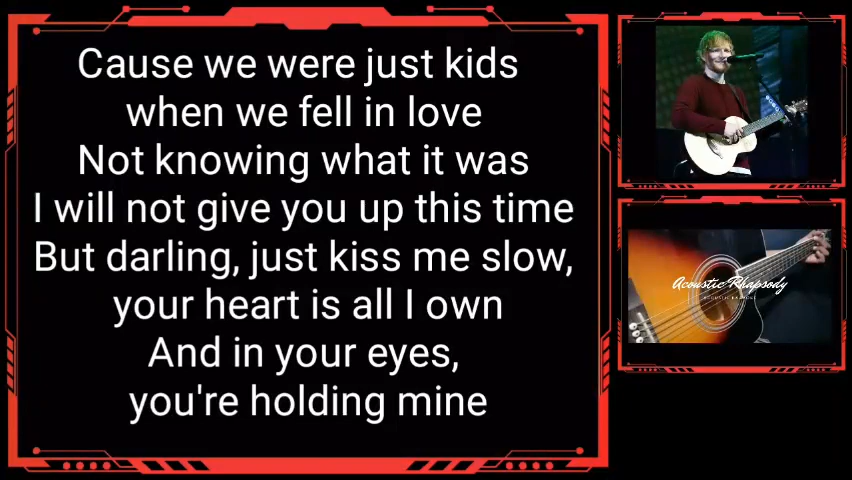 Cause we were just kids
when we fell in love
Not knowing what it was
I will not give you up this time
But darling, just kiss me slow,
your heart is all I own
And in your eyes,
you're holding mine
Acoustic Rhapsody
ACOUSTIC KARAOKE